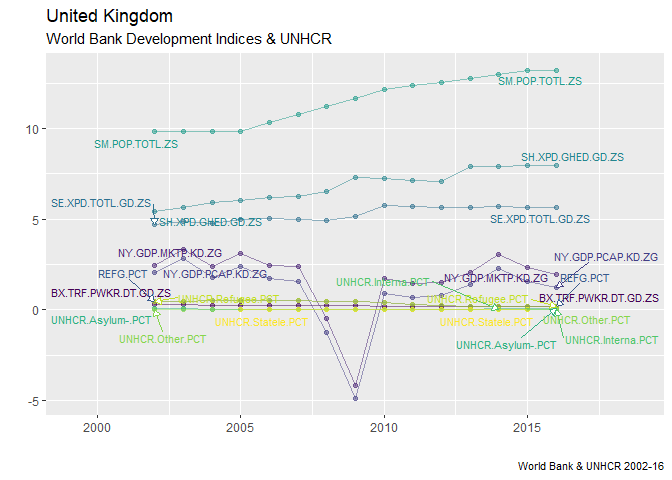 United Kingdom
World Bank Development Indices & UNHCR
SM.POP.TOTL.ZS
10
SM.POP.TOTL.ZS
SH.XPD.GHED.GD.ZS
SE.XPD.TOTL.GD.ZS
5
SH.XPD.GHED.GD.ZS
SE.XPD.TOTL.GD.ZS
NY.GDP.MKTP.KD.ZG
NY.GDP.PCAP.KD.ZG
REFG.PCT
NY.GDP.PCAP.KD.ZG
UNHCR.Interna.PCT
NY.GDP.MKTP.KD.ZG
REFG.PCT
BX.TRF.PWKR.DT.GD.ZS
UNHCR.Refugee.PCT
UNHCR.Refugee.PCT
BX.TRF.PWKR.DT.GD.ZS
0
UNHCR.Asylum-.PCT
UNHCR.Statele.PCT
UNHCR.Statele.PCT
UNHCR.Other.PCT
UNHCR.Other.PCT
UNHCR.Asylum-.PCT
UNHCR.Interna.PCT
-5
2000
2005
2010
2015
World Bank & UNHCR 2002-16